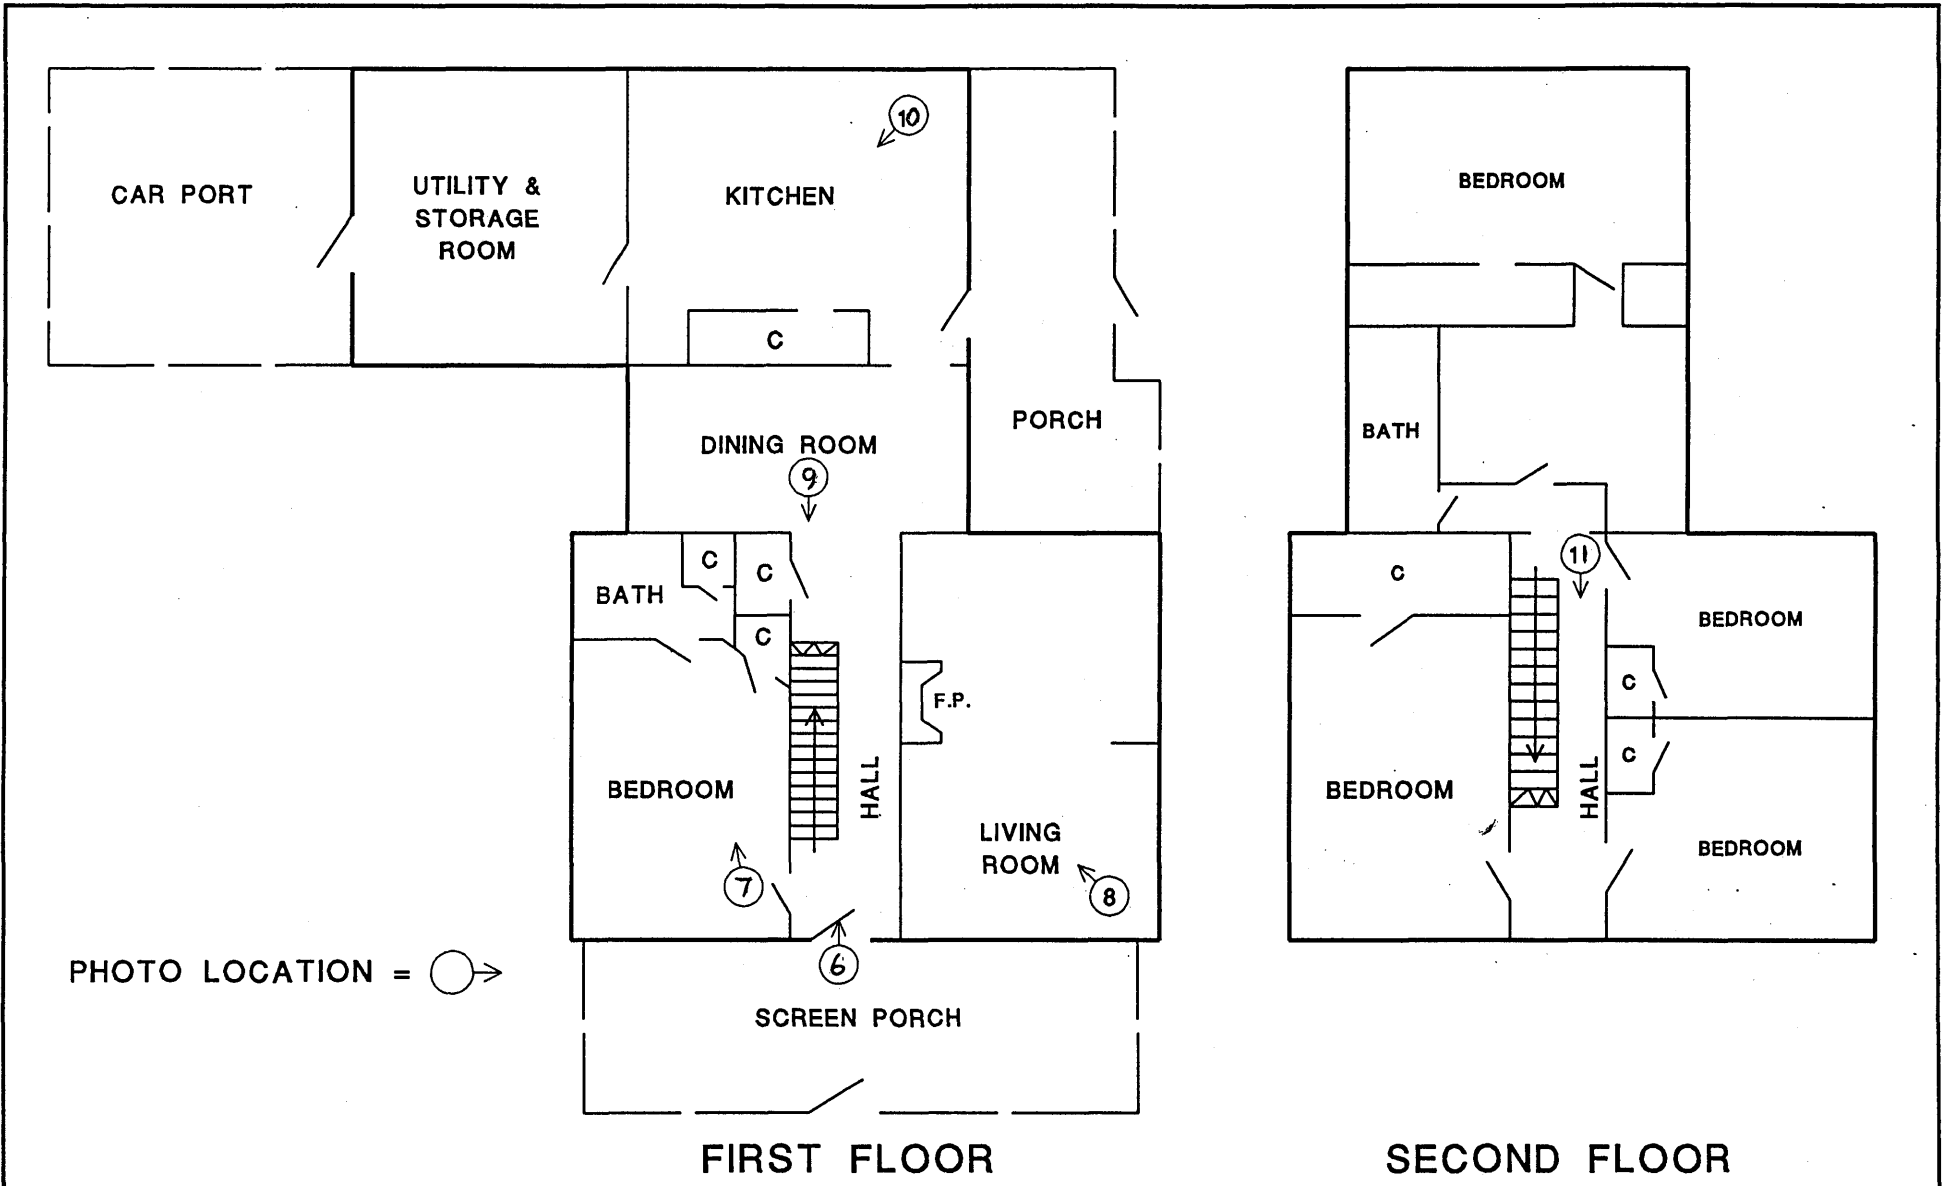 CAR PORT
UTILITY &
STORAGE
ROOM
KITCHEN
10
C
DINING ROOM
9
PORCH
BATH
C
C
C
F.P.
BEDROOM
HALL
LIVING
ROOM
7
8
6
SCREEN PORCH
PHOTO LOCATION =
FIRST FLOOR
BEDROOM
BATH
11
C
BEDROOM
C
C
BEDROOM
HALL
BEDROOM
SECOND FLOOR